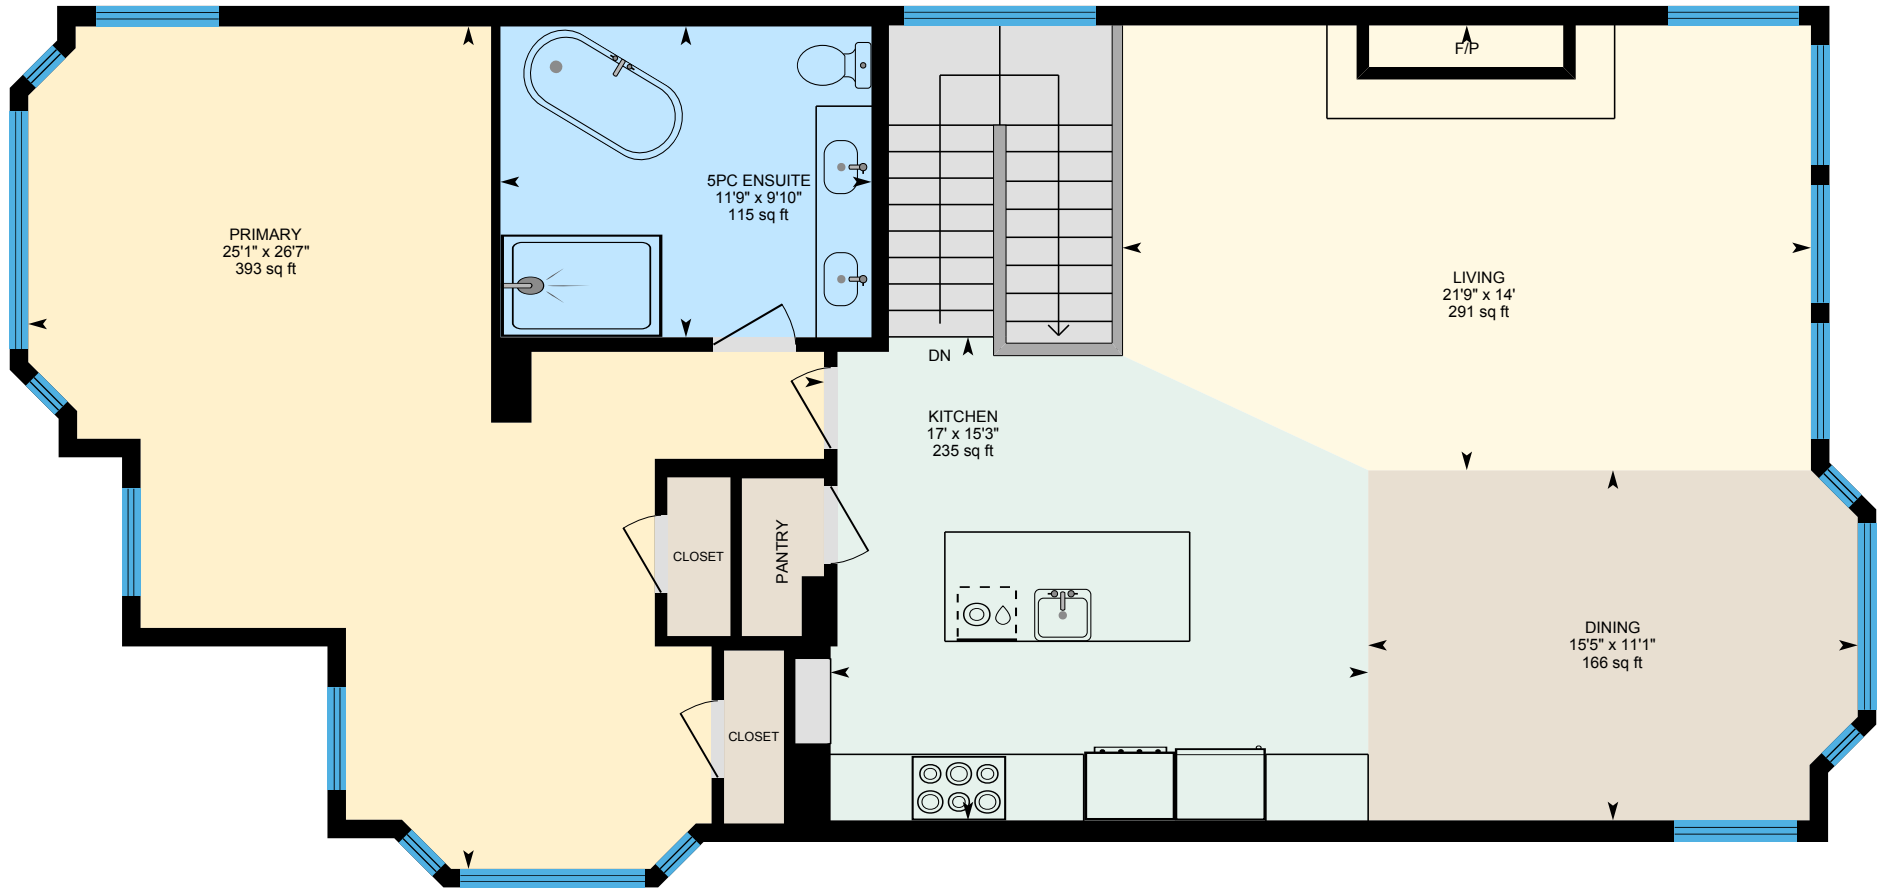 F/P
5PC ENSUITE
11'9" x 9'10"
115 sq ft
PRIMARY
25'1" x 26'7"
393 sq ft
LIVING
21'9" x 14'
291 sq ft
DN
KITCHEN
17' x 15'3"
235 sq ft
CLOSET
PANTRY
DINING
15'5" x 11'1"
166 sq ft
CLOSET